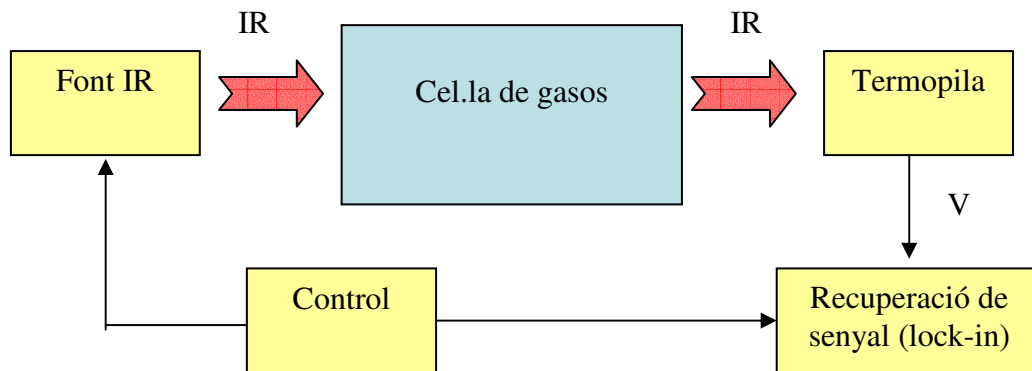 IR
IR
Font IR
Cel.la de gasos
Termopila
V
Control
Recuperació de
senyal (lock-in)